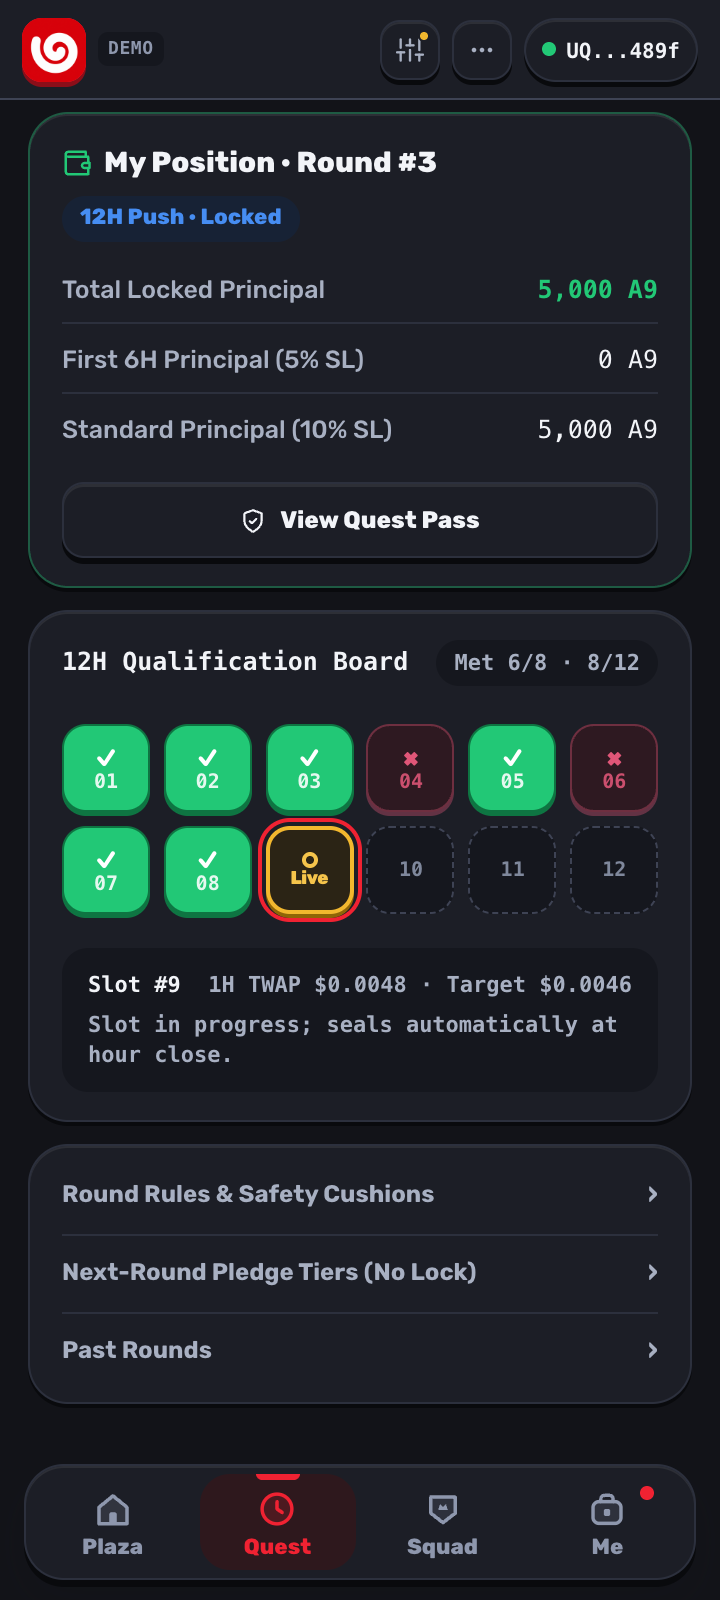 DEMO
UQ...489f
My Position • Round #3
12H Push • Locked
Total Locked Principal 5,000 A9
First 6H Principal (5% SL) 0 A9
Standard Principal (10% SL) 5,000 A9
View Quest Pass
12H Qualification Board Met 6/8 · 8/12
01 02 03 04 05 06
07 08 Live 10 11 12
Slot #9 1H TWAP $0.0048 · Target $0.0046
Slot in progress; seals automatically at
hour close.
Round Rules & Safety Cushions
Next-Round Pledge Tiers (No Lock)
Past Rounds
Plaza Quest Squad Me